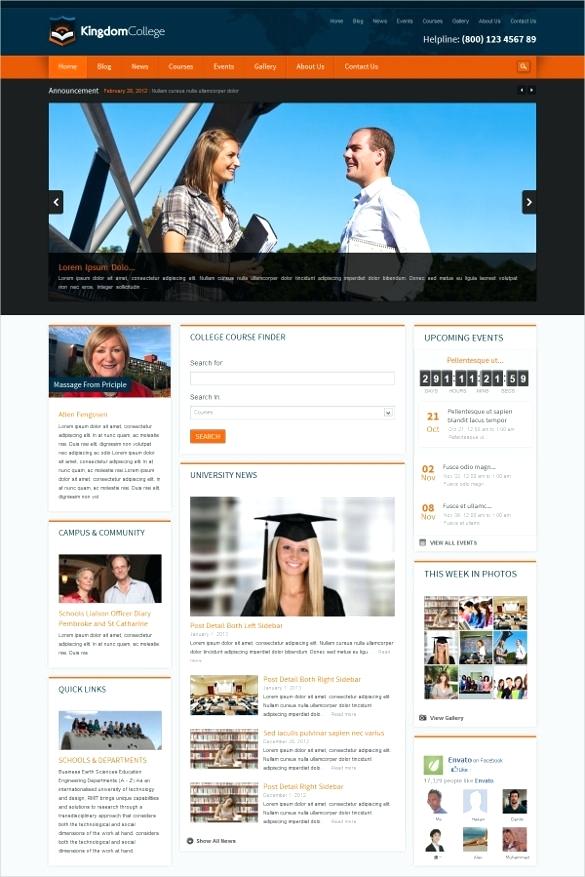 KingdomCollege
Home Blog News Events Courses Gallery About Us Contact Us
Helpline: (800) 123 4567 89
Home Blog News Courses Events Gallery About Us Contact Us
Announcement February 28, 2012 : Nullam cursus nulla ullamcorper dolor
Lorem Ipsum Dolo...
Lorem ipsum dolor sit amet, consectetur adipiscing elit. Nullam cursus nulla ullamcorper dolor tincidunt adipiscing imperdiet dolor bibendum. Donec sed metus eu ligula laoreet volutpat
non nec eros. Integer sollicitudin ...
Massage From Priciple
Allen Fengusen
Lorem ipsum dolor sit amet, consectetur
adipiscing elit. In at nunc quam, ac molestie
nisi. Duis nisi elit, dignissim non volutpat
nec, adipiscing ac odio.Lorem ipsum
dolor sit amet, consectetur adipiscing elit. In
at nunc quam, ac molestie nisi.Lorem ipsum
dolor sit amet, consectetur adipiscing elit. In
at nunc quam, ac molestie nisi. Duis nisi elit,
dignissim non vol
CAMPUS & COMMUNITY
Schools Liaison Officer Diary
Pembroke and St Catharine
Lorem ipsum dolor sit amet, consectetur
adipiscing elit. In at nunc quam, ac molestie
nisi. Duis nisi
QUICK LINKS
SCHOOLS & DEPARTMENTS
Business Earth Sciences Education
Engineering Departments (A - Z) As an
internationalised university of technology
and design, RMIT brings unique capabilities
and solutions to research through a
transdisciplinary approach that considers
both the technological and social
dimensions of the work at hand. considers
both the technological and social
dimensions of the work at hand.
COLLEGE COURSE FINDER
Search for:
Search In:
Courses
SEARCH
UNIVERSITY NEWS
Post Detail Both Left Sidebar
January 1, 2013
Lorem ipsum dolor sit amet, consectetur adipiscing elit. Nullam cursus nulla ullamcorper
dolor tincidunt adipiscing imperdiet dolor bibendum. Donec sed metus eu ligu Read
more
Post Detail Both Right Sidebar
January 1, 2013
Lorem ipsum dolor sit amet, consectetur adipiscing elit.
Nullam cursus nulla ullamcorper dolor tincidunt
adipiscing imperdiet dolo Read more
Sed iaculis pulvinar sapien nec varius
December 20, 2012
Lorem ipsum dolor sit amet, consectetur adipiscing elit.
Nullam cursus nulla ullamcorper dolor tincidunt
adipiscing imperdiet dolo Read more
Post Detail Right Sidebar
December 1, 2012
Lorem ipsum dolor sit amet, consectetur adipiscing elit.
Nullam cursus nulla ullamcorper dolor tincidunt
adipiscing imperdiet dolo Read more
Show All News
UPCOMING EVENTS
Pellentesque ut...
291:11:21:59
DAYS HOURS MINS SECS
21 Oct
Pellentesque ut sapien
blandit lacus tempor
Oct 21, 12:00 am to 1:00 am
Pellentesque ut
02 Nov
Fusce odio magn...
Nov 02, 12:00 am to 1:00 am
Fusce odio magn
08 Nov
Fusce et ullamc...
Nov 08, 12:00 am to 1:00 am
Fusce et ullamc
VIEW ALL EVENTS
THIS WEEK IN PHOTOS
View Gallery
Envato on Facebook
Like
people like Envato.
Hasan Danilo
Alex Muhammad